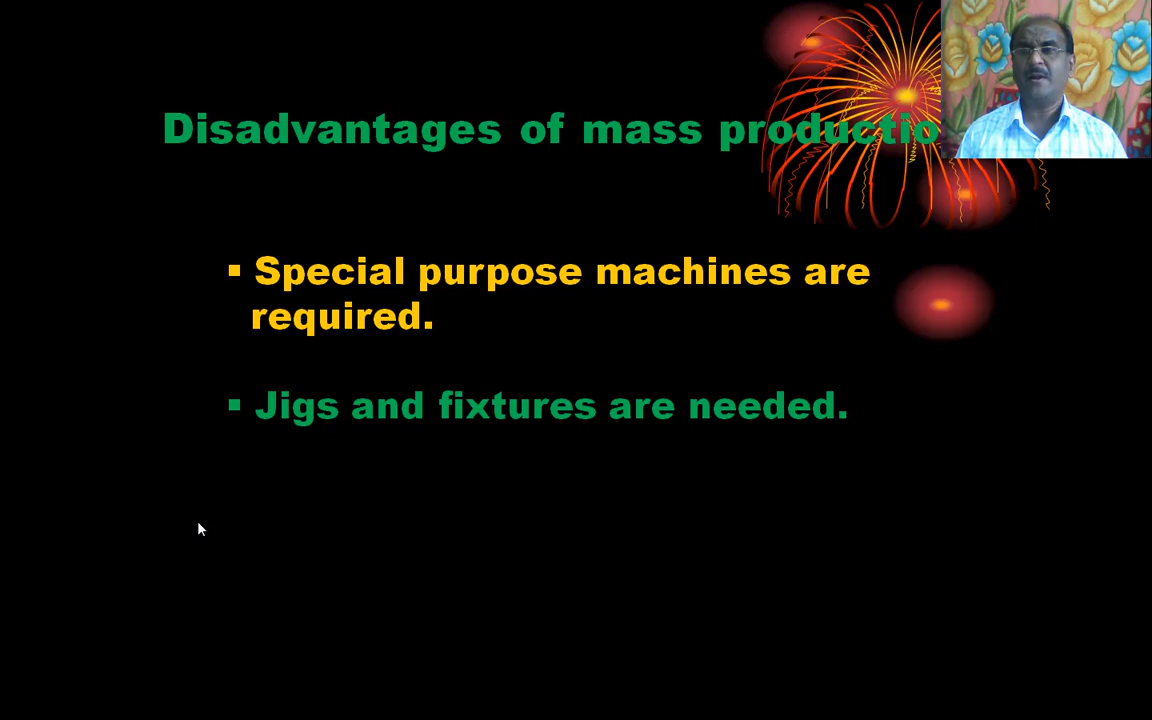 Disadvantages of mass productio
▪ Special purpose machines are
required.
▪ Jigs and fixtures are needed.